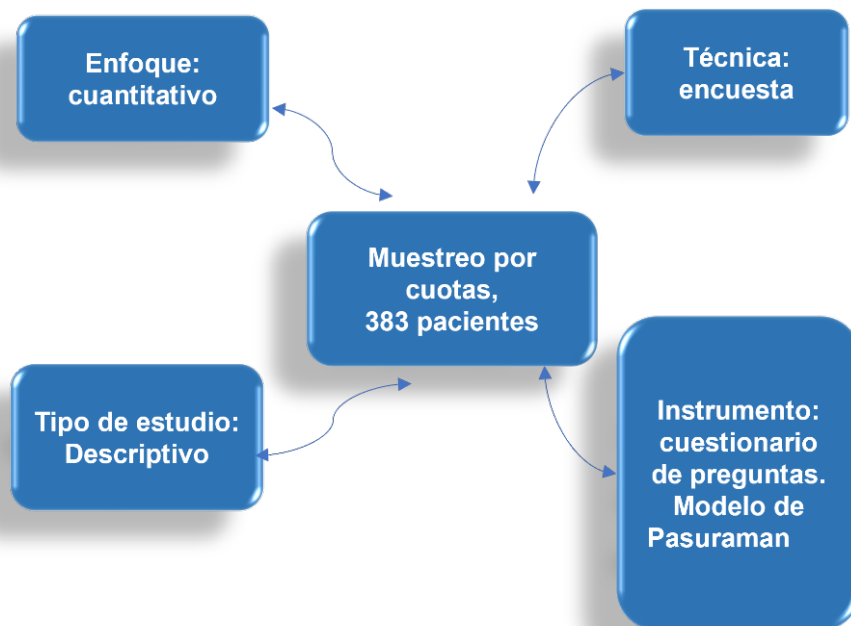 Enfoque:
cuantitativo
Técnica:
encuesta
Muestreo por
cuotas,
383 pacientes
Tipo de estudio:
Descriptivo
Instrumento:
cuestionario
de preguntas.
Modelo de
Pasuraman